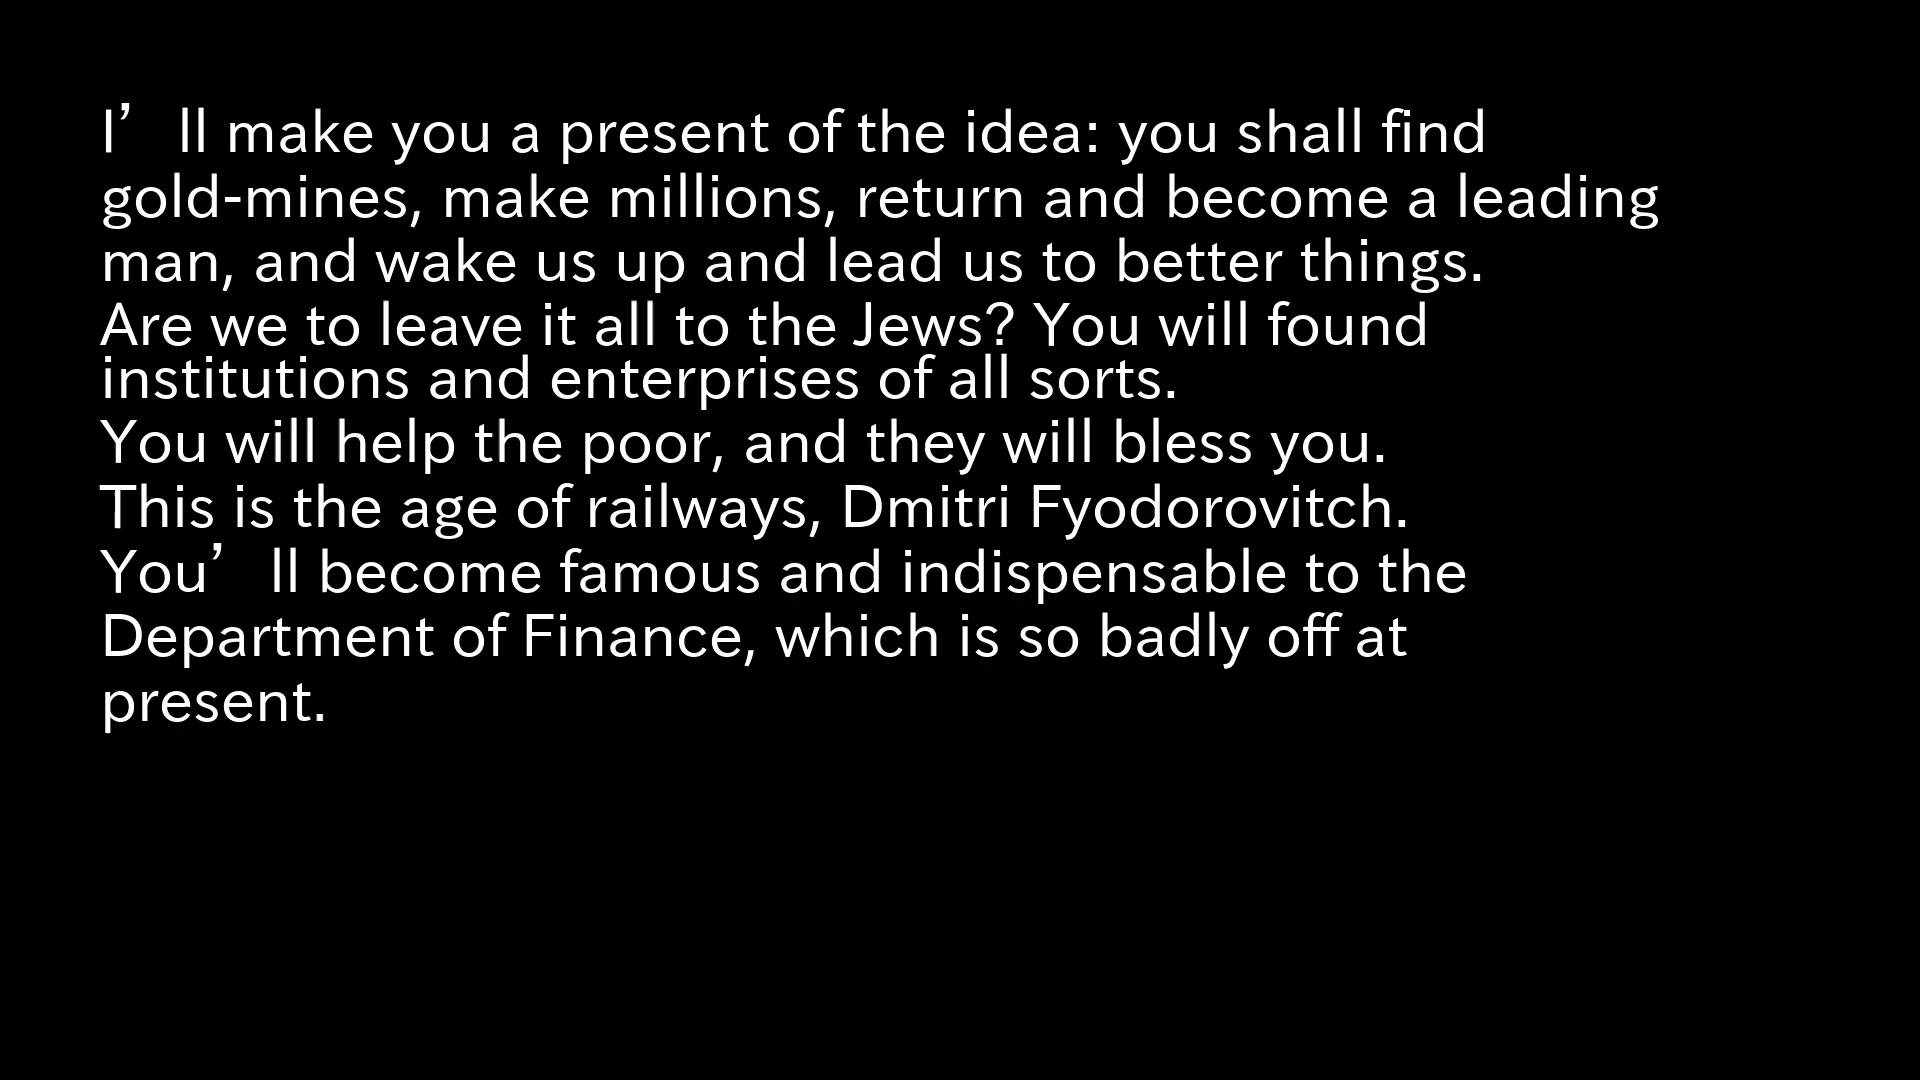 I’ll make you a present of the idea: you shall find
gold-mines, make millions, return and become a leading
man, and wake us up and lead us to better things.
Are we to leave it all to the Jews? You will found
institutions and enterprises of all sorts.
You will help the poor, and they will bless you.
This is the age of railways, Dmitri Fyodorovitch.
You’ll become famous and indispensable to the
Department of Finance, which is so badly off at
present.